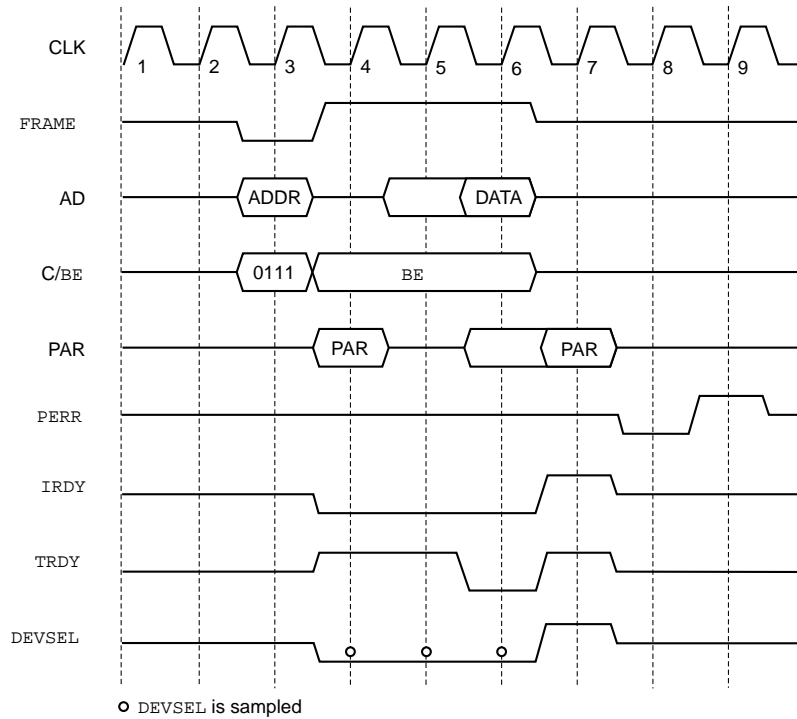 CLK
1 2 3 4 5 6 7 8 9
FRAME
AD
ADDR DATA
C/BE
0111 BE
PAR
PAR PAR
PERR
IRDY
TRDY
DEVSEL
DEVSEL is sampled